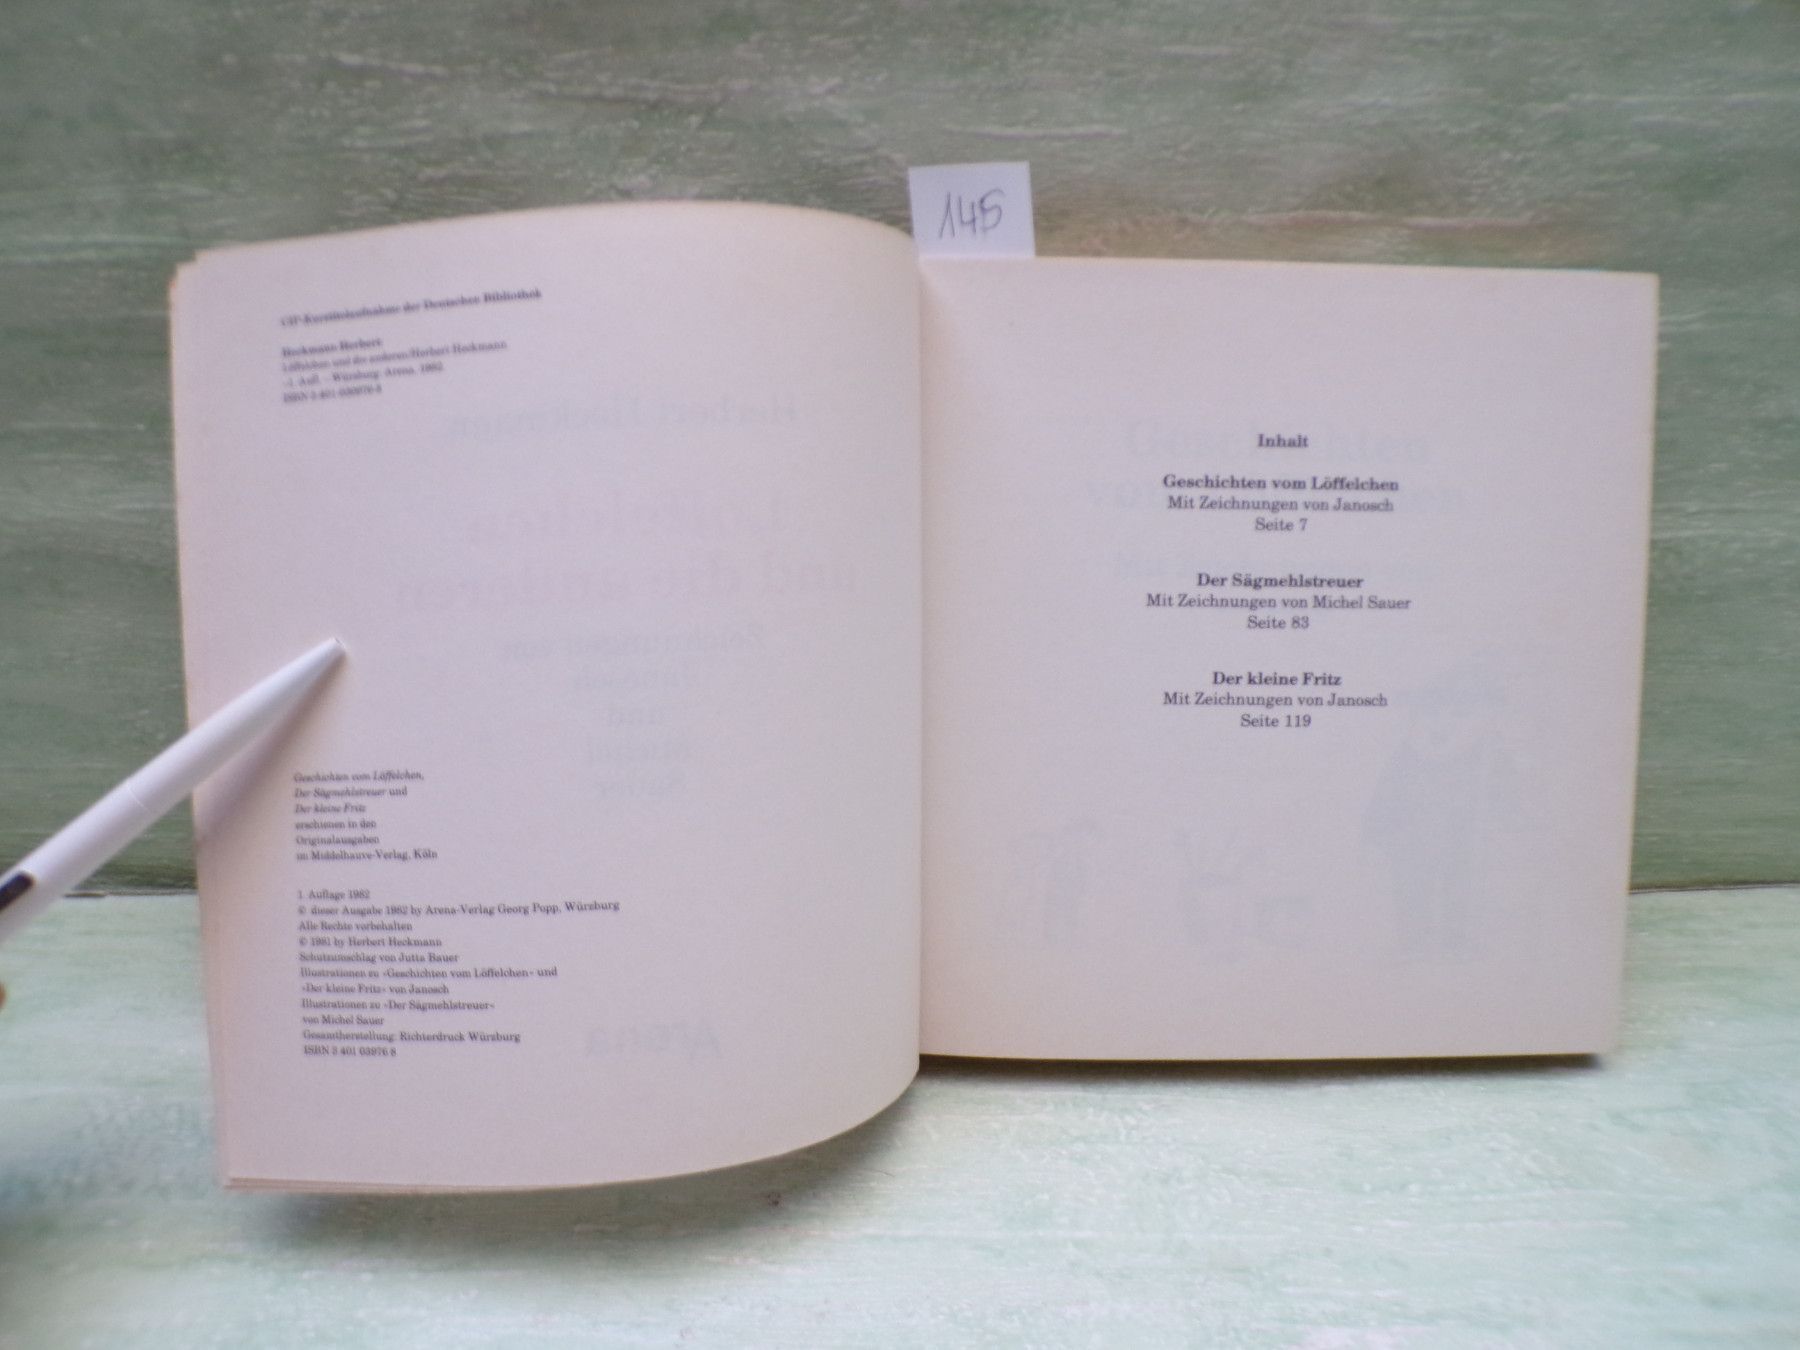 CIP-Kurztitelaufnahme der Deutschen Bibliothek
Heckmann Herbert
Löffelchen und die anderen/Herbert Heckmann
-1. Aufl. - Würzburg: Arena, 1982.
ISBN 3-401-03976-8
Geschichten vom Löffelchen,
Der Sägmehlstreuer und
Der kleine Fritz
erschienen in den
Originalausgaben
im Middelhauve-Verlag, Köln
1. Auflage 1982
© dieser Ausgabe 1982 by Arena-Verlag Georg Popp, Würzburg
Alle Rechte vorbehalten
© 1981 by Herbert Heckmann
Schutzumschlag von Jutta Bauer
Illustrationen zu »Geschichten vom Löffelchen« und
»Der kleine Fritz« von Janosch
Illustrationen zu »Der Sägmehlstreuer«
von Michel Sauer
Gesamtherstellung: Richterdruck Würzburg
ISBN 3 401 03976 8
145
Inhalt
Geschichten vom Löffelchen
Mit Zeichnungen von Janosch
Seite 7
Der Sägmehlstreuer
Mit Zeichnungen von Michel Sauer
Seite 83
Der kleine Fritz
Mit Zeichnungen von Janosch
Seite 119